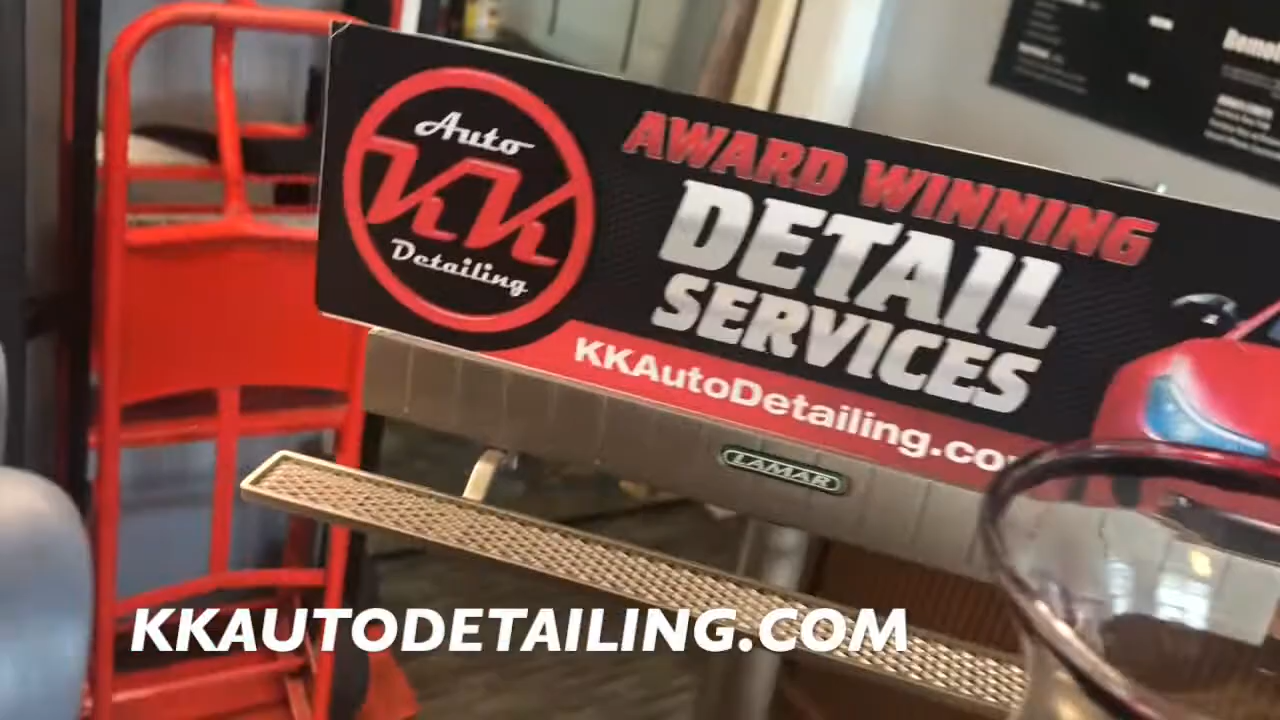 Auto
KK
Detailing
AWARD WINNING
DETAIL
SERVICES
KKAutoDetailing.co
LAMAR
KKAUTODETAILING.COM